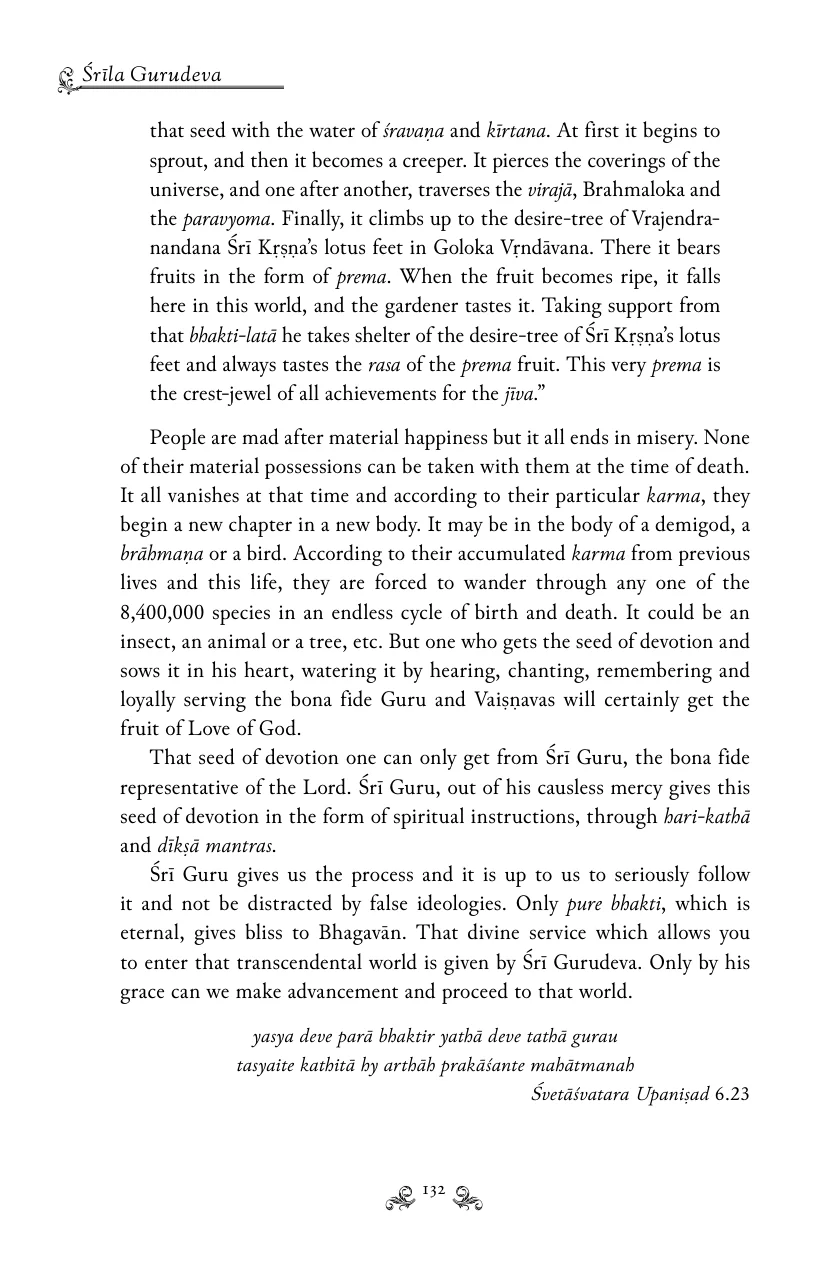 Śrīla Gurudeva
that seed with the water of śravaṇa and kīrtana. At first it begins to
sprout, and then it becomes a creeper. It pierces the coverings of the
universe, and one after another, traverses the virajā, Brahmaloka and
the paravyoma. Finally, it climbs up to the desire-tree of Vrajendra-
nandana Śrī Kṛṣṇa’s lotus feet in Goloka Vṛndāvana. There it bears
fruits in the form of prema. When the fruit becomes ripe, it falls
here in this world, and the gardener tastes it. Taking support from
that bhakti-latā he takes shelter of the desire-tree of Śrī Kṛṣṇa’s lotus
feet and always tastes the rasa of the prema fruit. This very prema is
the crest-jewel of all achievements for the jīva.”
People are mad after material happiness but it all ends in misery. None
of their material possessions can be taken with them at the time of death.
It all vanishes at that time and according to their particular karma, they
begin a new chapter in a new body. It may be in the body of a demigod, a
brāhmaṇa or a bird. According to their accumulated karma from previous
lives and this life, they are forced to wander through any one of the
8,400,000 species in an endless cycle of birth and death. It could be an
insect, an animal or a tree, etc. But one who gets the seed of devotion and
sows it in his heart, watering it by hearing, chanting, remembering and
loyally serving the bona fide Guru and Vaiṣṇavas will certainly get the
fruit of Love of God.
That seed of devotion one can only get from Śrī Guru, the bona fide
representative of the Lord. Śrī Guru, out of his causless mercy gives this
seed of devotion in the form of spiritual instructions, through hari-kathā
and dīkṣā mantras.
Śrī Guru gives us the process and it is up to us to seriously follow
it and not be distracted by false ideologies. Only pure bhakti, which is
eternal, gives bliss to Bhagavān. That divine service which allows you
to enter that transcendental world is given by Śrī Gurudeva. Only by his
grace can we make advancement and proceed to that world.
yasya deve parā bhaktir yathā deve tathā gurau
tasyaite kathitā hy arthāh prakāśante mahātmanah
Śvetāśvatara Upaniṣad 6.23
132